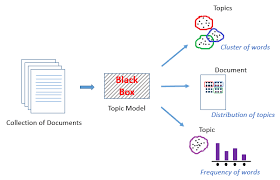 Topics
Cluster of words
Black
Box
Topic Model
Collection of Documents
Document
Distribution of topics
Topic
Frequency of words